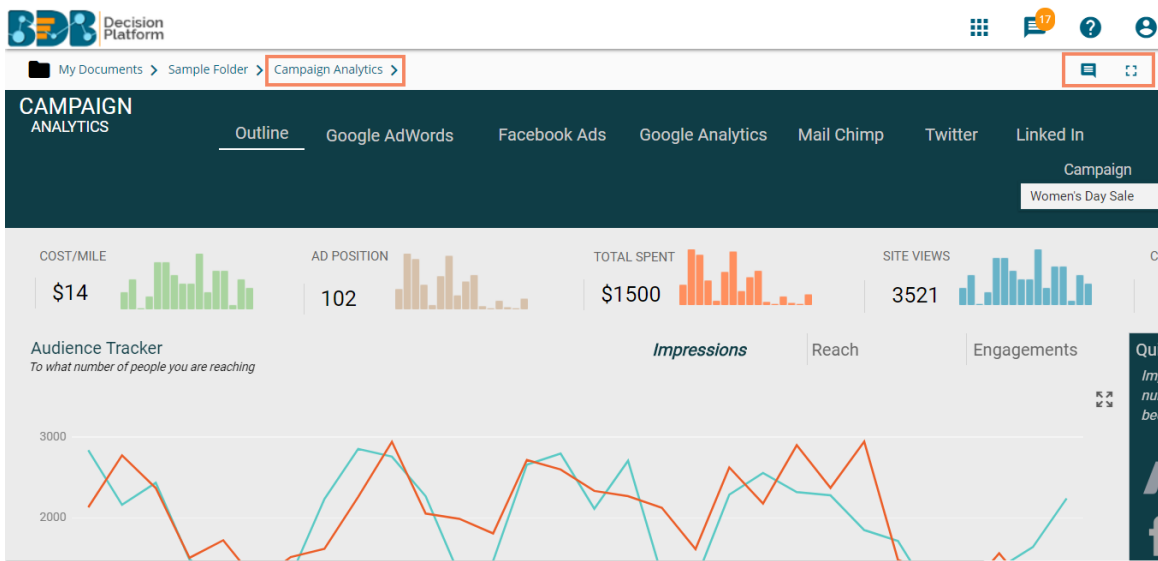 BDB Decision
Platform
17
My Documents > Sample Folder > Campaign Analytics >
CAMPAIGN
ANALYTICS
Outline Google AdWords Facebook Ads Google Analytics Mail Chimp Twitter Linked In
Campaign
Women's Day Sale
COST/MILE AD POSITION TOTAL SPENT SITE VIEWS C
$14 102 $1500 3521
Audience Tracker
To what number of people you are reaching
Impressions Reach Engagements
3000
2000